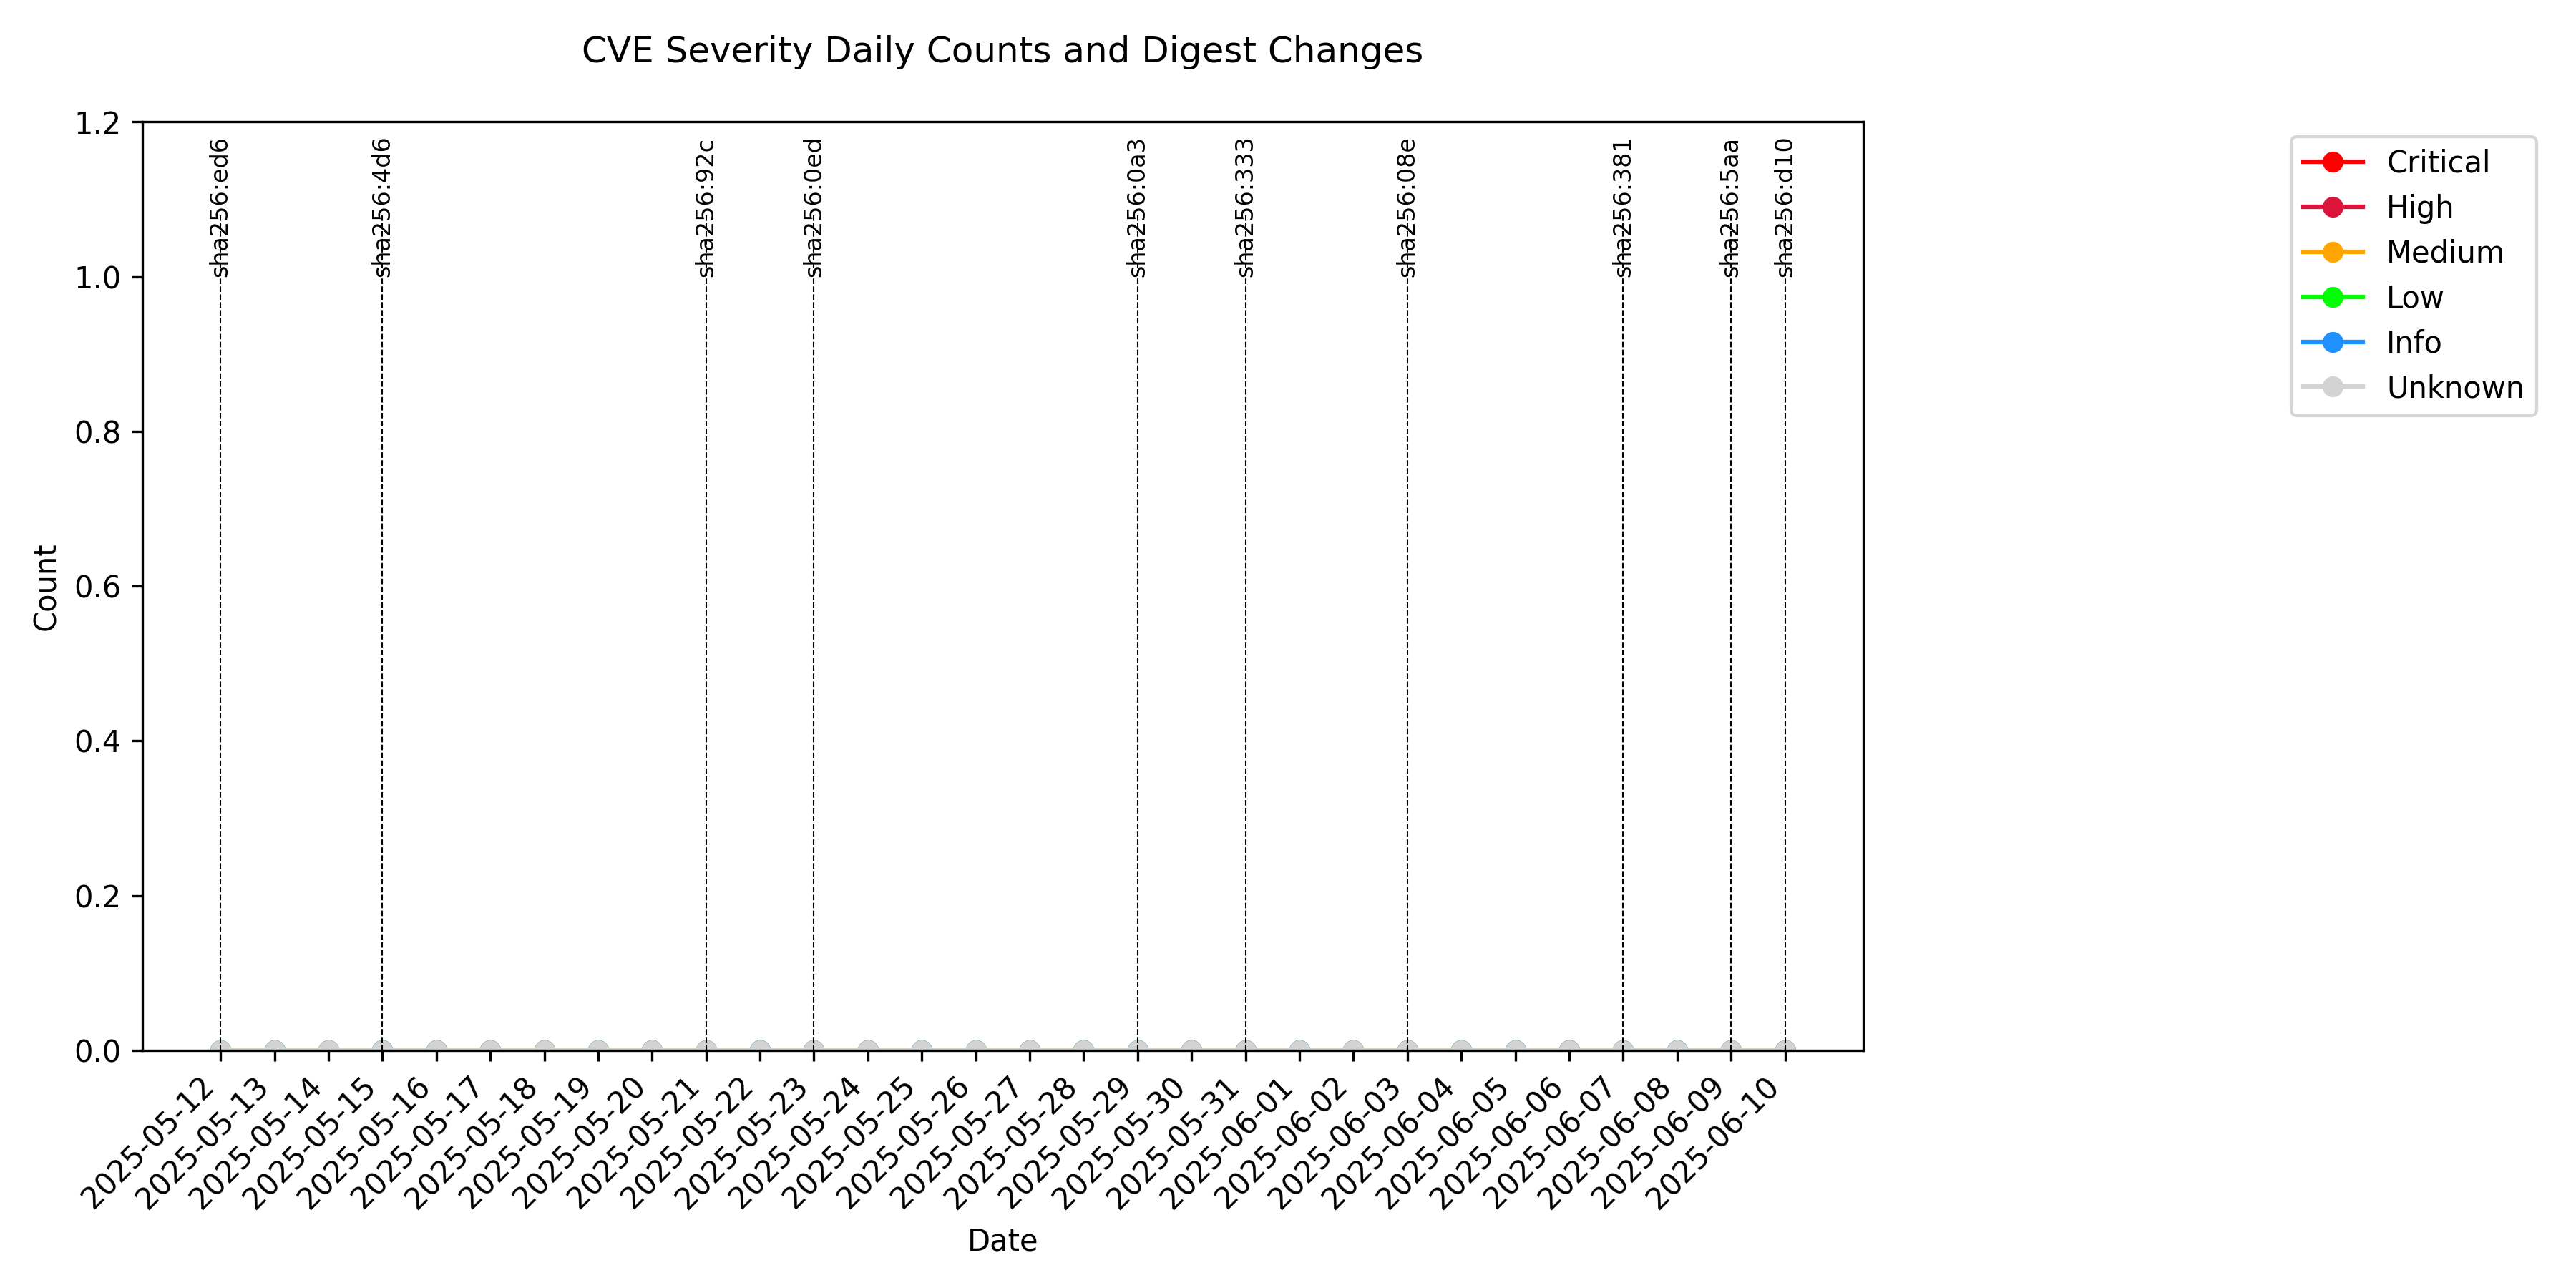 CVE Severity Daily Counts and Digest Changes
1.2
1.0
0.8
0.6
0.4
0.2
0.0
Count
sha256:ed6
sha256:4d6
sha256:92c
sha256:0ed
sha256:0a3
sha256:333
sha256:08e
sha256:381
sha256:5aa
sha256:d10
Critical
High
Medium
Low
Info
Unknown
2025-05-12
2025-05-13
2025-05-14
2025-05-15
2025-05-16
2025-05-17
2025-05-18
2025-05-19
2025-05-20
2025-05-21
2025-05-22
2025-05-23
2025-05-24
2025-05-25
2025-05-26
2025-05-27
2025-05-28
2025-05-29
2025-05-30
2025-05-31
2025-06-01
2025-06-02
2025-06-03
2025-06-04
2025-06-05
2025-06-06
2025-06-07
2025-06-08
2025-06-09
2025-06-10
Date